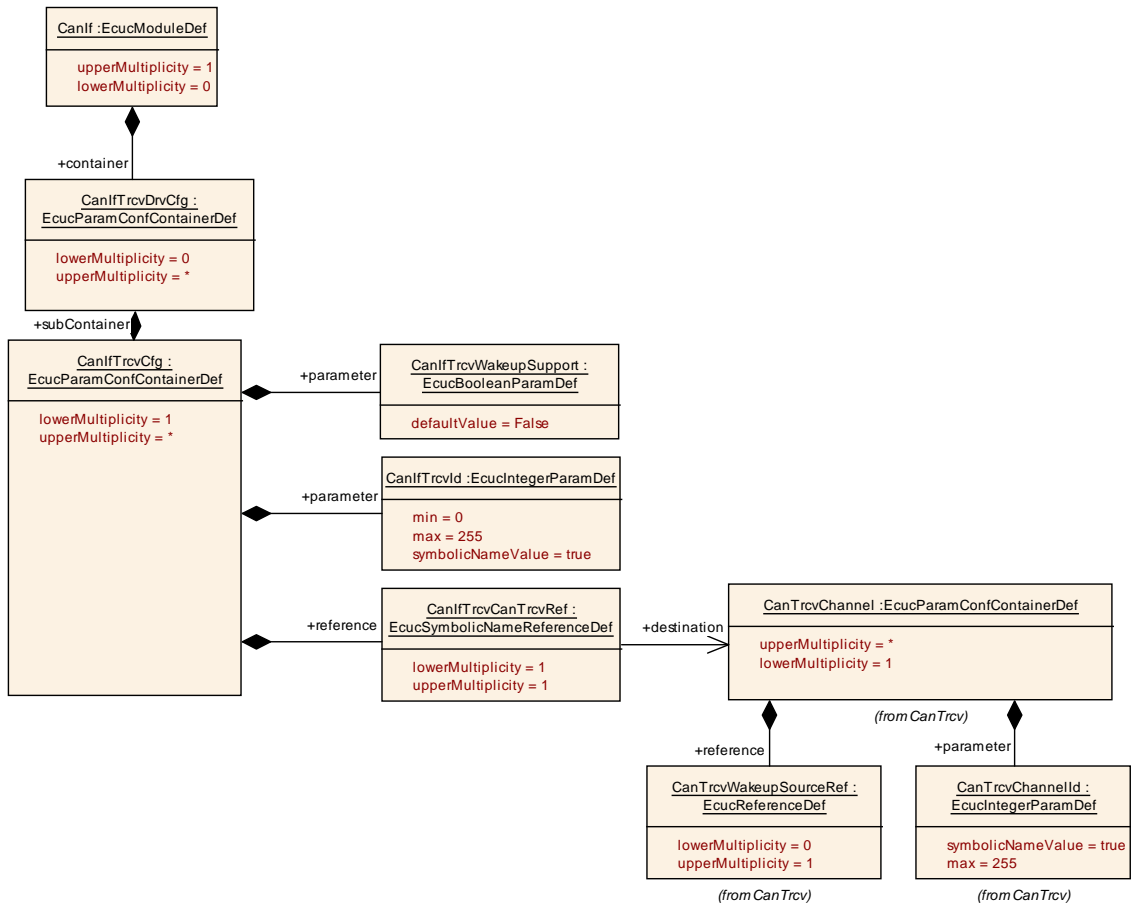 CanIf :EcucModuleDef
upperMultiplicity = 1
lowerMultiplicity = 0
+container
CanIfTrcvDrvCfg :
EcucParamConfContainerDef
lowerMultiplicity = 0
upperMultiplicity = *
+subContainer
CanIfTrcvCfg :
EcucParamConfContainerDef
lowerMultiplicity = 1
upperMultiplicity = *
+parameter
CanIfTrcvWakeupSupport :
EcucBooleanParamDef
defaultValue = False
+parameter
CanIfTrcvId :EcucIntegerParamDef
min = 0
max = 255
symbolicNameValue = true
+reference
CanIfTrcvCanTrcvRef :
EcucSymbolicNameReferenceDef
lowerMultiplicity = 1
upperMultiplicity = 1
+destination
CanTrcvChannel :EcucParamConfContainerDef
upperMultiplicity = *
lowerMultiplicity = 1
(from CanTrcv)
+reference
CanTrcvWakeupSourceRef :
EcucReferenceDef
lowerMultiplicity = 0
upperMultiplicity = 1
(from CanTrcv)
+parameter
CanTrcvChannelId :
EcucIntegerParamDef
symbolicNameValue = true
max = 255
(from CanTrcv)